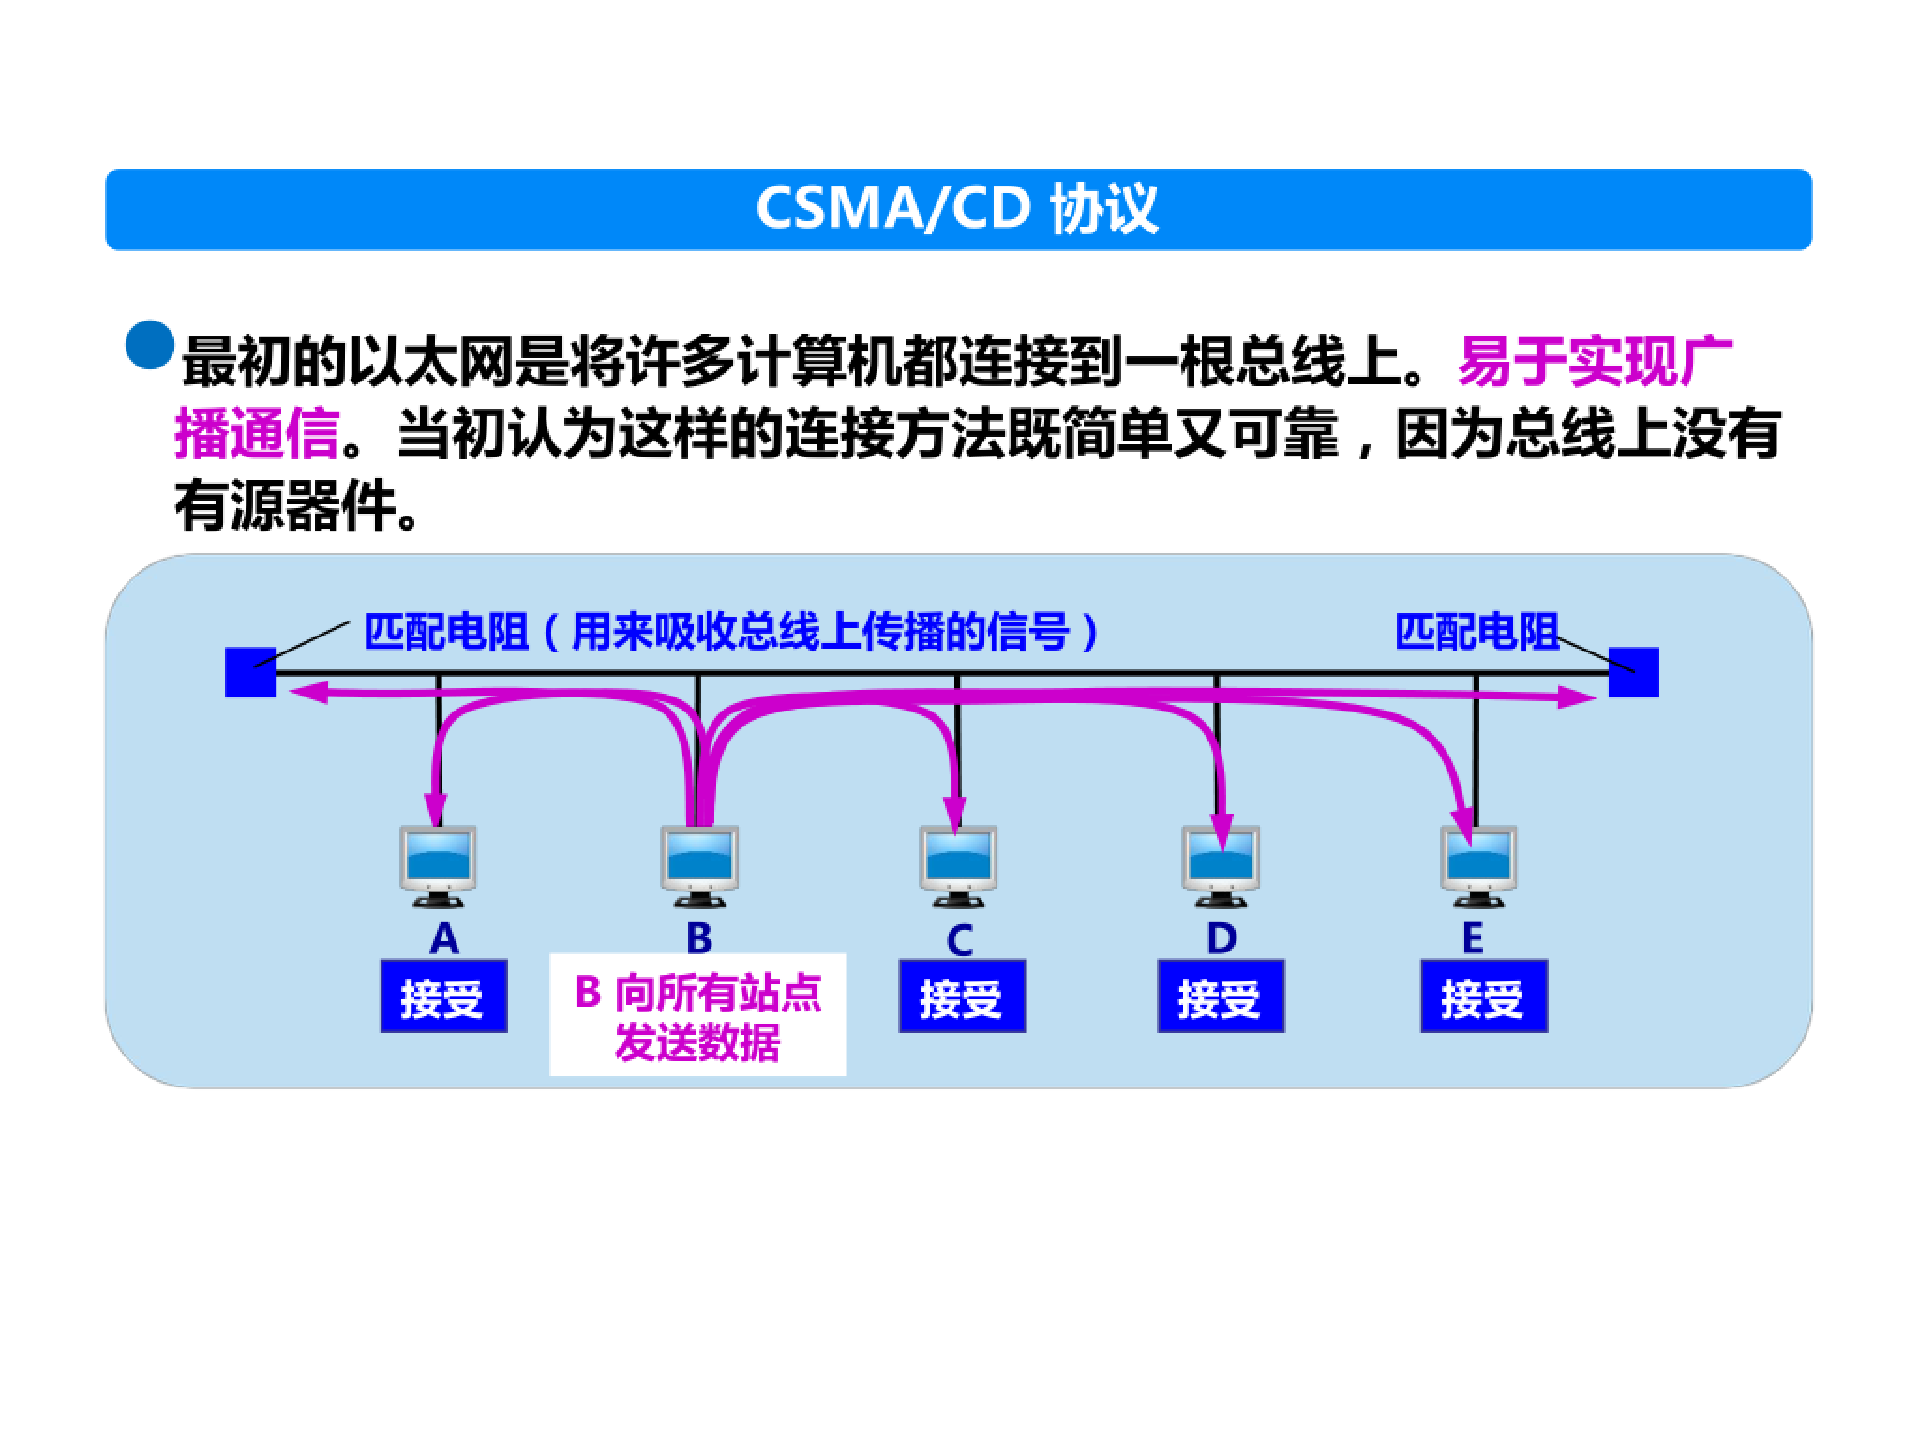 CSMA/CD 协议
最初的以太网是将许多计算机都连接到一根总线上。易于实现广
播通信。当初认为这样的连接方法既简单又可靠，因为总线上没有
有源器件。
匹配电阻（用来吸收总线上传播的信号）
匹配电阻
A
B
C
D
E
接受
B 向所有站点
发送数据
接受
接受
接受